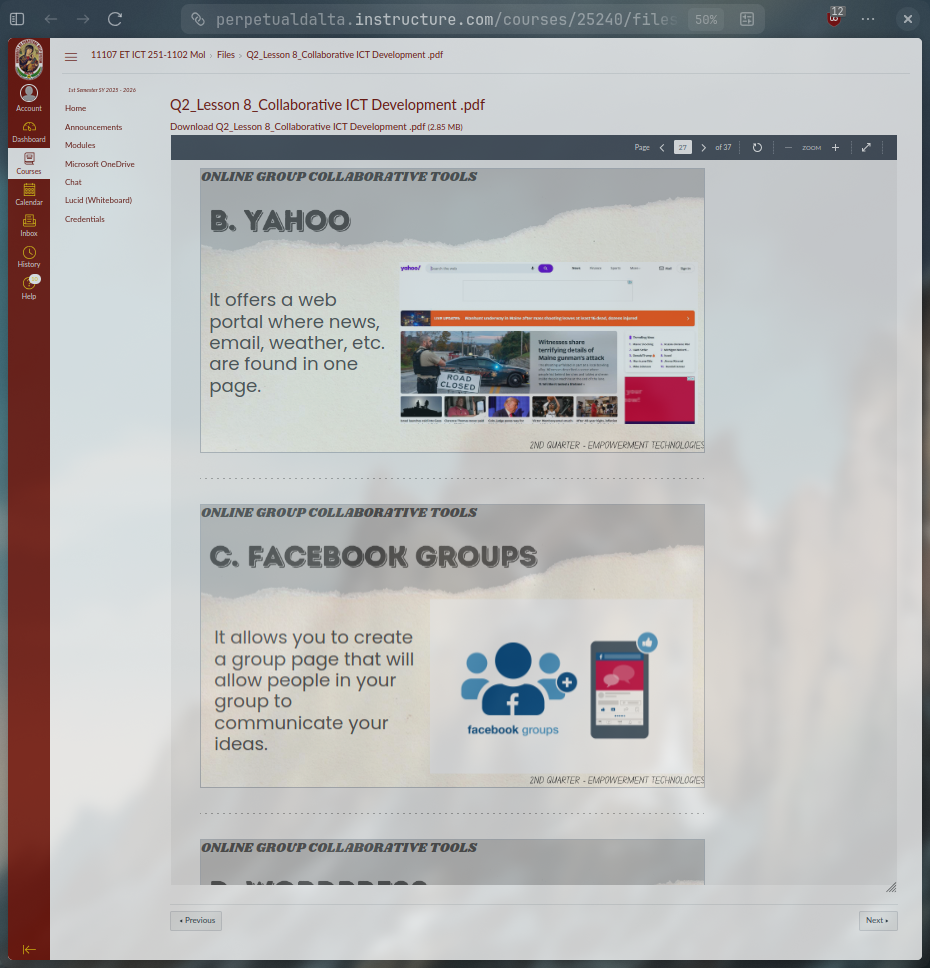 perpetualdalta.instructure.com/courses/25240/files
50%
12
11107 ET ICT 251-1102 Mol › Files › Q2_Lesson 8_Collaborative ICT Development .pdf
1st Semester SY 2025 - 2026
Home
Announcements
Modules
Microsoft OneDrive
Chat
Lucid (Whiteboard)
Credentials
Account
Dashboard
Courses
Calendar
Inbox
History
Help
Q2_Lesson 8_Collaborative ICT Development .pdf
Download Q2_Lesson 8_Collaborative ICT Development .pdf (2.85 MB)
Page 27 of 37 ZOOM
ONLINE GROUP COLLABORATIVE TOOLS
B. YAHOO
It offers a web
portal where news,
email, weather, etc.
are found in one
page.
yahoo!
Search the web
News
Sign in
ROAD
CLOSED
Witnesses share
terrifying details of
Maine gunman's attack
2ND QUARTER - EMPOWERMENT TECHNOLOGIES
ONLINE GROUP COLLABORATIVE TOOLS
C. FACEBOOK GROUPS
It allows you to create
a group page that will
allow people in your
group to
communicate your
ideas.
facebook groups
2ND QUARTER - EMPOWERMENT TECHNOLOGIES
ONLINE GROUP COLLABORATIVE TOOLS
D. WORDPRESS
◂ Previous
Next ▸